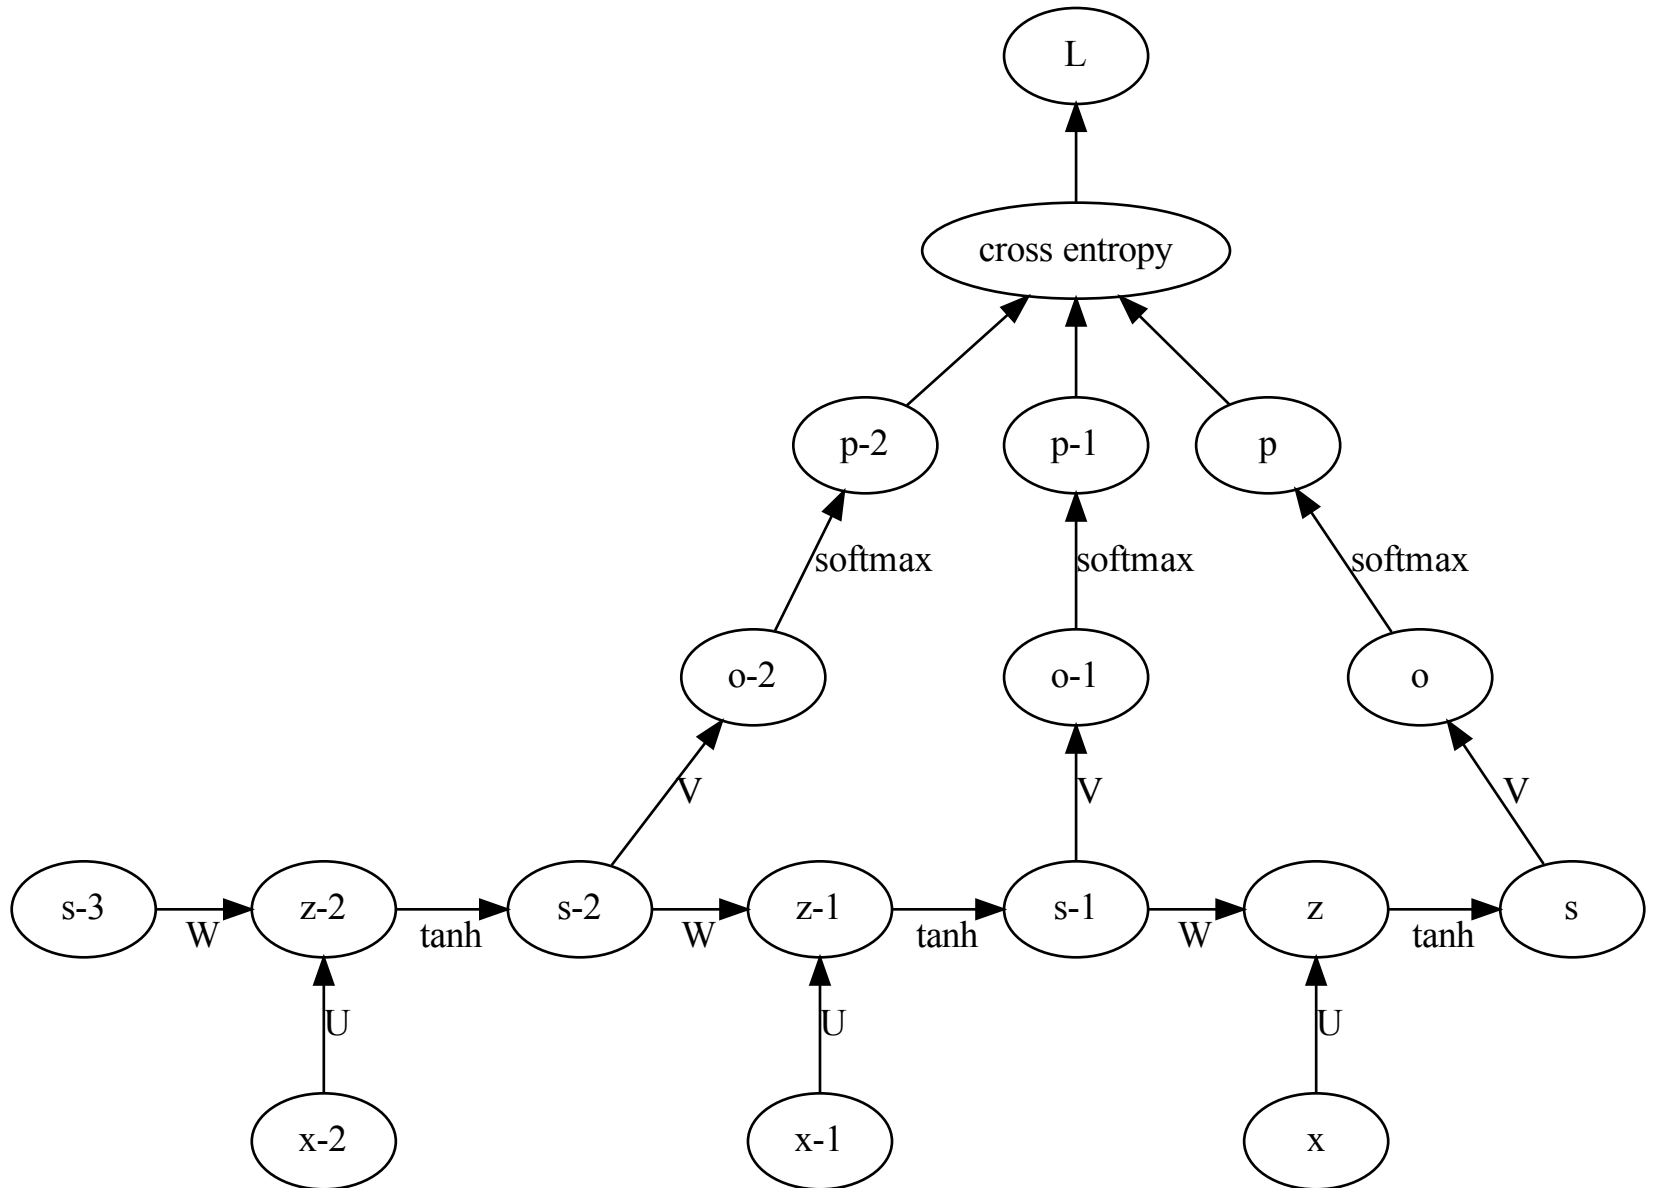 L
cross entropy
p-2
p-1
p
softmax
softmax
softmax
o-2
o-1
o
V
V
V
s-3
W
z-2
tanh
s-2
W
z-1
tanh
s-1
W
z
tanh
s
U
U
U
x-2
x-1
x